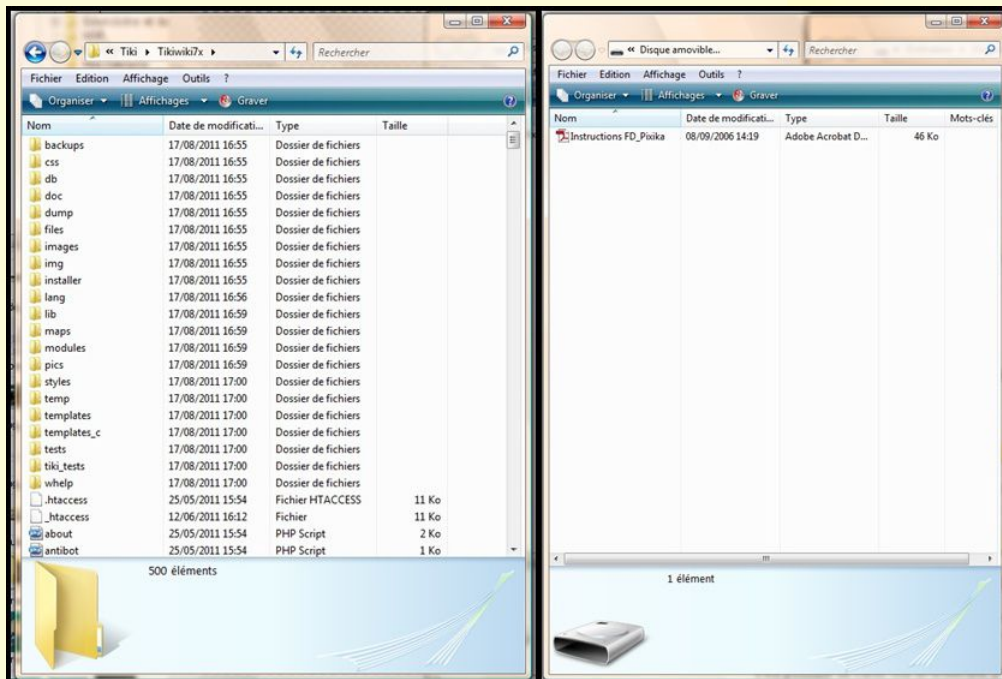 « Tiki ▸ Tikiwiki7x ▸ Rechercher
Fichier Edition Affichage Outils ?
Organiser Affichages Graver
Nom Date de modificati... Type Taille
backups 17/08/2011 16:55 Dossier de fichiers
css 17/08/2011 16:55 Dossier de fichiers
db 17/08/2011 16:55 Dossier de fichiers
doc 17/08/2011 16:55 Dossier de fichiers
dump 17/08/2011 16:55 Dossier de fichiers
files 17/08/2011 16:55 Dossier de fichiers
images 17/08/2011 16:55 Dossier de fichiers
img 17/08/2011 16:55 Dossier de fichiers
installer 17/08/2011 16:55 Dossier de fichiers
lang 17/08/2011 16:56 Dossier de fichiers
lib 17/08/2011 16:59 Dossier de fichiers
maps 17/08/2011 16:59 Dossier de fichiers
modules 17/08/2011 16:59 Dossier de fichiers
pics 17/08/2011 16:59 Dossier de fichiers
styles 17/08/2011 17:00 Dossier de fichiers
temp 17/08/2011 17:00 Dossier de fichiers
templates 17/08/2011 17:00 Dossier de fichiers
templates_c 17/08/2011 17:00 Dossier de fichiers
tests 17/08/2011 17:00 Dossier de fichiers
tiki_tests 17/08/2011 17:00 Dossier de fichiers
whelp 17/08/2011 17:00 Dossier de fichiers
.htaccess 25/05/2011 15:54 Fichier HTACCESS 11 Ko
_htaccess 12/06/2011 16:12 Fichier 11 Ko
about 25/05/2011 15:54 PHP Script 2 Ko
antibot 25/05/2011 15:54 PHP Script 1 Ko
500 éléments
« Disque amovible... Rechercher
Fichier Edition Affichage Outils ?
Organiser Affichages Graver
Nom Date de modificati... Type Taille Mots-clés
Instructions FD_Pixika 08/09/2006 14:19 Adobe Acrobat D... 46 Ko
1 élément